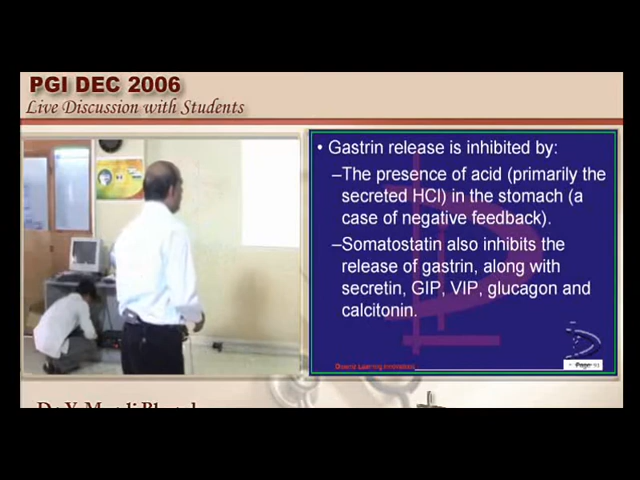 PGI DEC 2006
Live Discussion with Students
• Gastrin release is inhibited by:
–The presence of acid (primarily the
secreted HCl) in the stomach (a
case of negative feedback).
–Somatostatin also inhibits the
release of gastrin, along with
secretin, GIP, VIP, glucagon and
calcitonin.